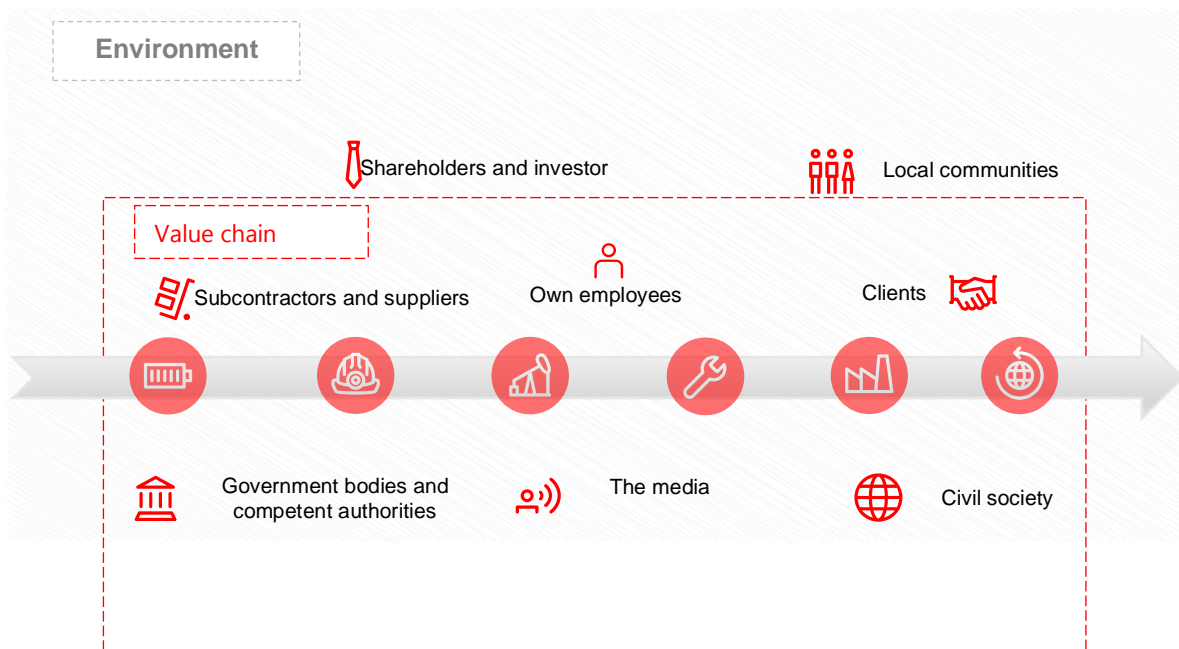 Environment
Shareholders and investor
Local communities
Value chain
Subcontractors and suppliers
Own employees
Clients
Government bodies and
competent authorities
The media
Civil society